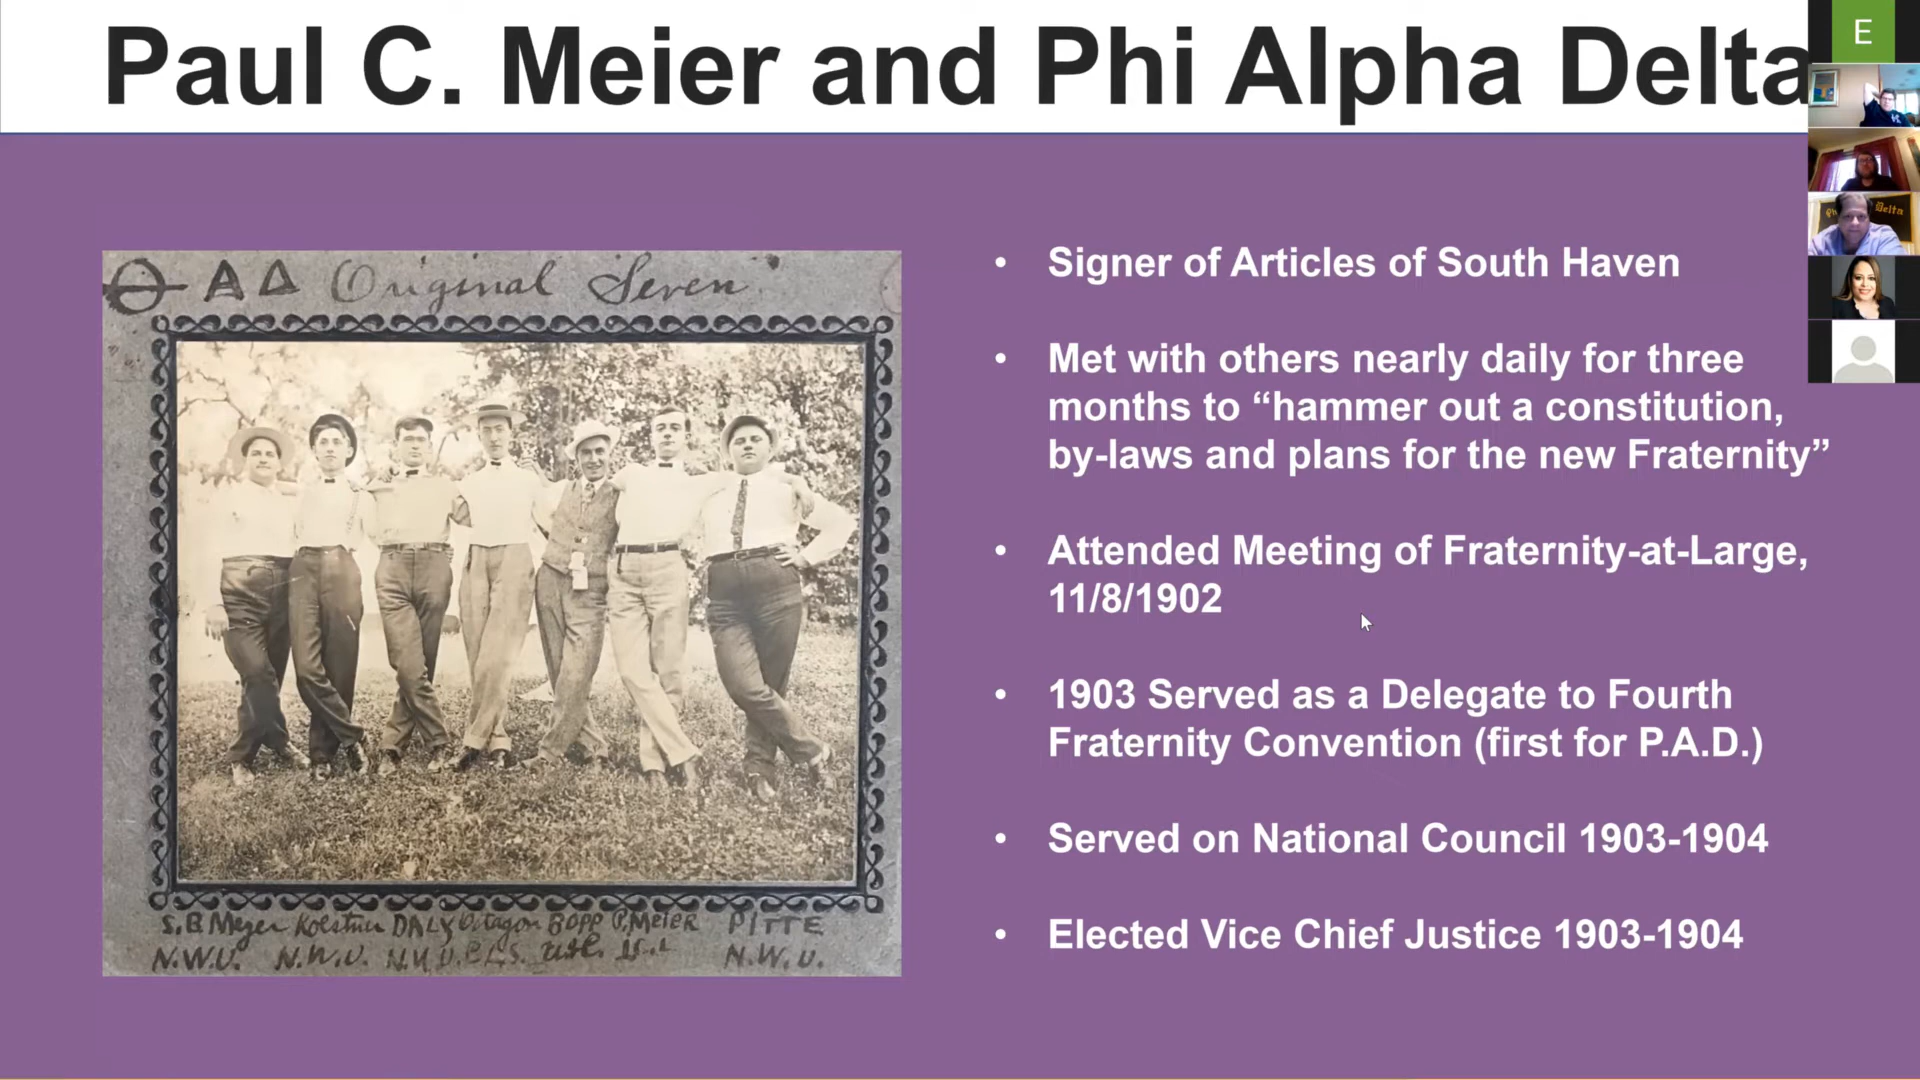 Paul C. Meier and Phi Alpha Delta
E
Φ A Δ Original Seven
S.B Meyer DALY BOPP P. MEIER PITTE
N.W.U. N.W.U. N.W.U.
• Signer of Articles of South Haven
• Met with others nearly daily for three
months to “hammer out a constitution,
by-laws and plans for the new Fraternity”
• Attended Meeting of Fraternity-at-Large,
11/8/1902
• 1903 Served as a Delegate to Fourth
Fraternity Convention (first for P.A.D.)
• Served on National Council 1903-1904
• Elected Vice Chief Justice 1903-1904
Delta